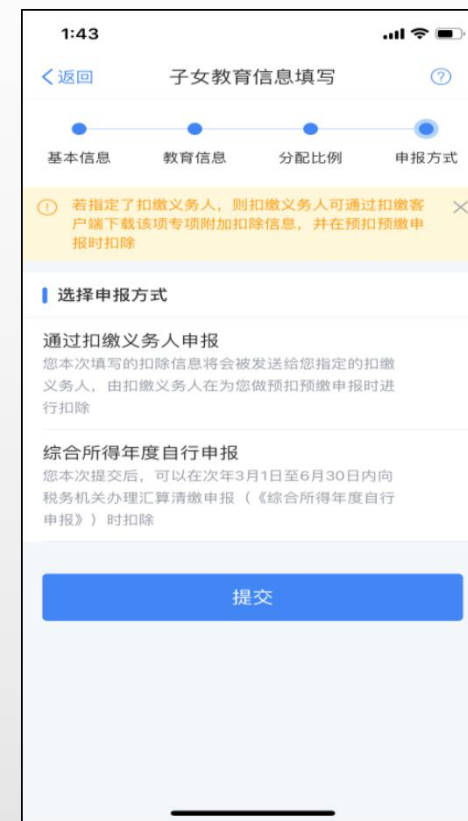 1:43
返回 子女教育信息填写
基本信息 教育信息 分配比例 申报方式
若指定了扣缴义务人，则扣缴义务人可通过扣缴客
户端下载该项专项附加扣除信息，并在预扣预缴申
报时扣除
选择申报方式
通过扣缴义务人申报
您本次填写的扣除信息将会被发送给您指定的扣缴
义务人，由扣缴义务人在为您做预扣预缴申报时进
行扣除
综合所得年度自行申报
您本次提交后，可以在次年3月1日至6月30日内向
税务机关办理汇算清缴申报（《综合所得年度自行
申报》）时扣除
提交